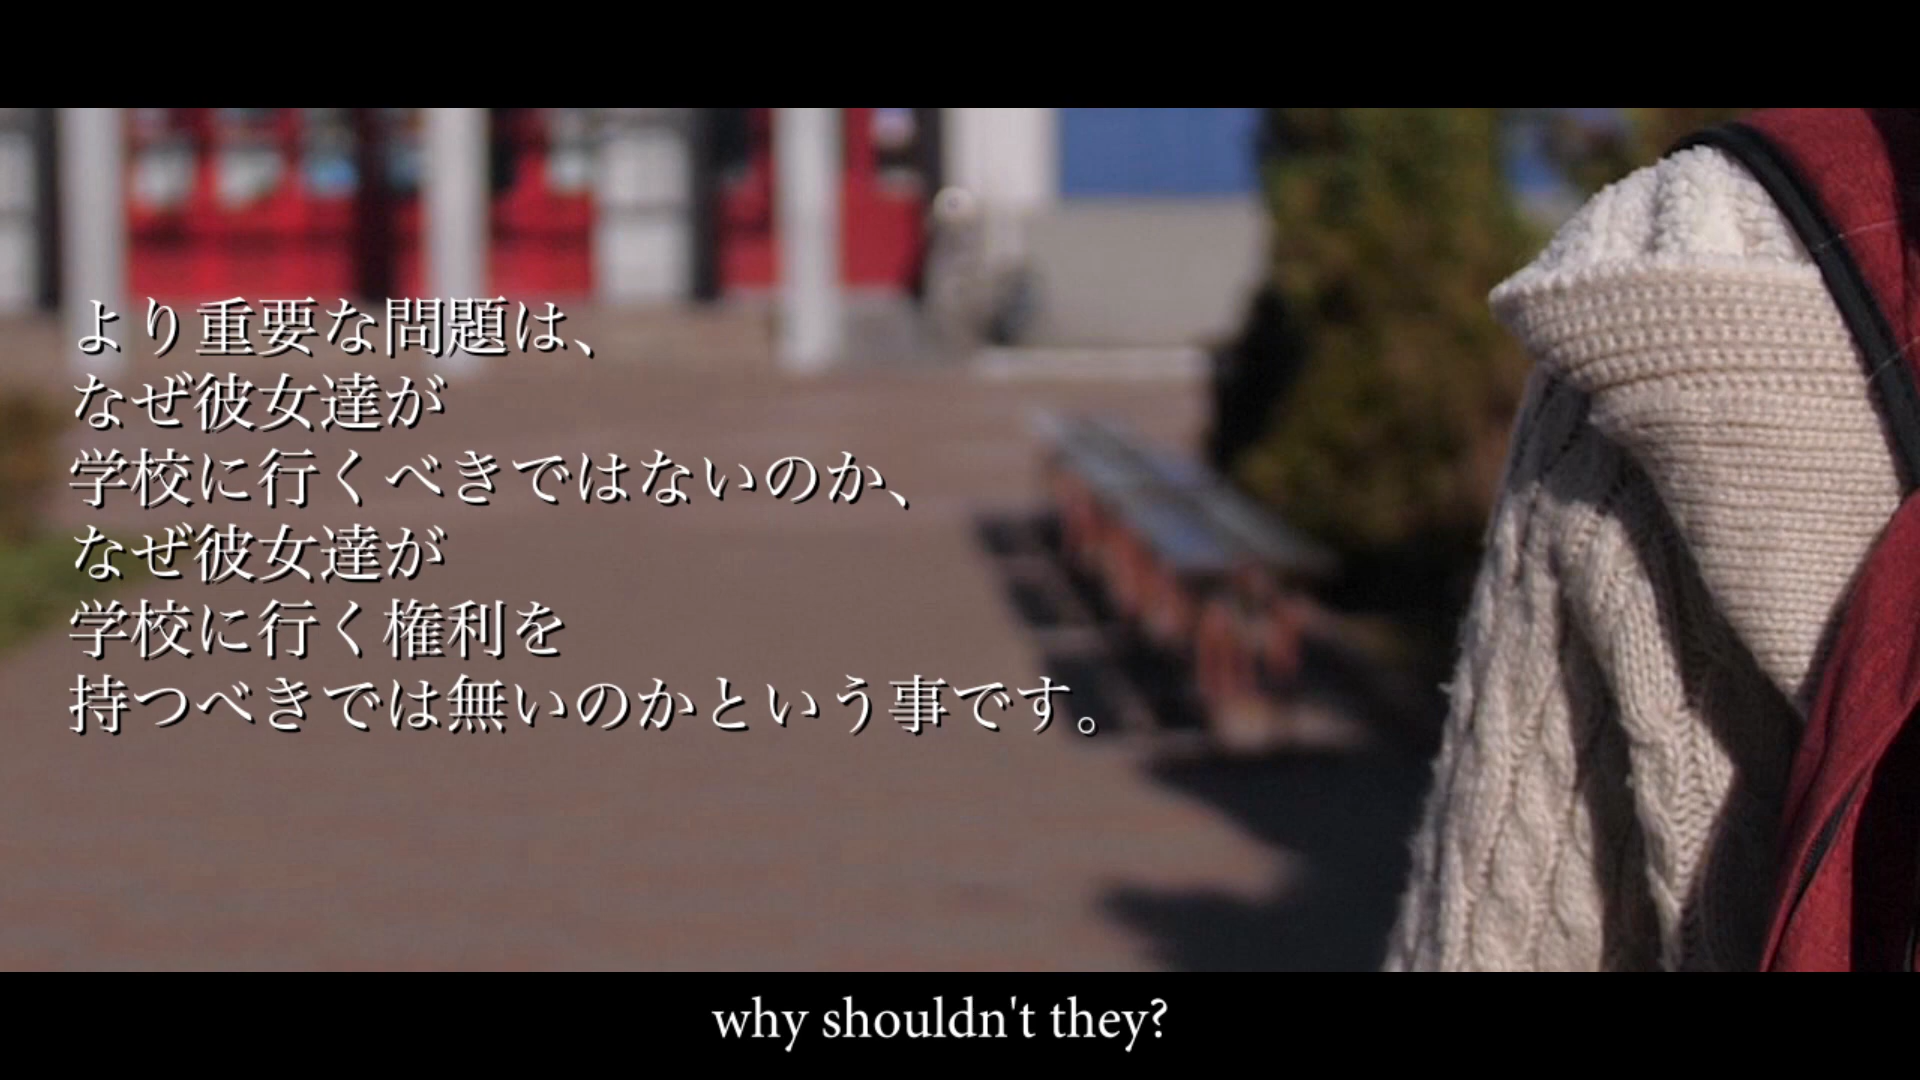 より重要な問題は、
なぜ彼女達が
学校に行くべきではないのか、
なぜ彼女達が
学校に行く権利を
持つべきでは無いのかという事です。
why shouldn't they?